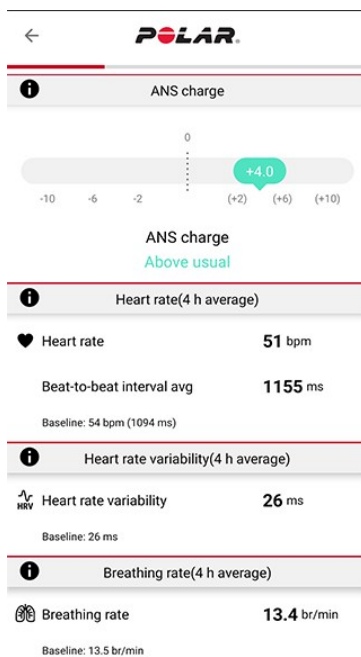 POLAR.
ANS charge
0
+4.0
-10 -6 -2 (+2) (+6) (+10)
ANS charge
Above usual
Heart rate(4 h average)
Heart rate 51 bpm
Beat-to-beat interval avg 1155 ms
Baseline: 54 bpm (1094 ms)
Heart rate variability(4 h average)
HRV Heart rate variability 26 ms
Baseline: 26 ms
Breathing rate(4 h average)
Breathing rate 13.4 br/min
Baseline: 13.5 br/min